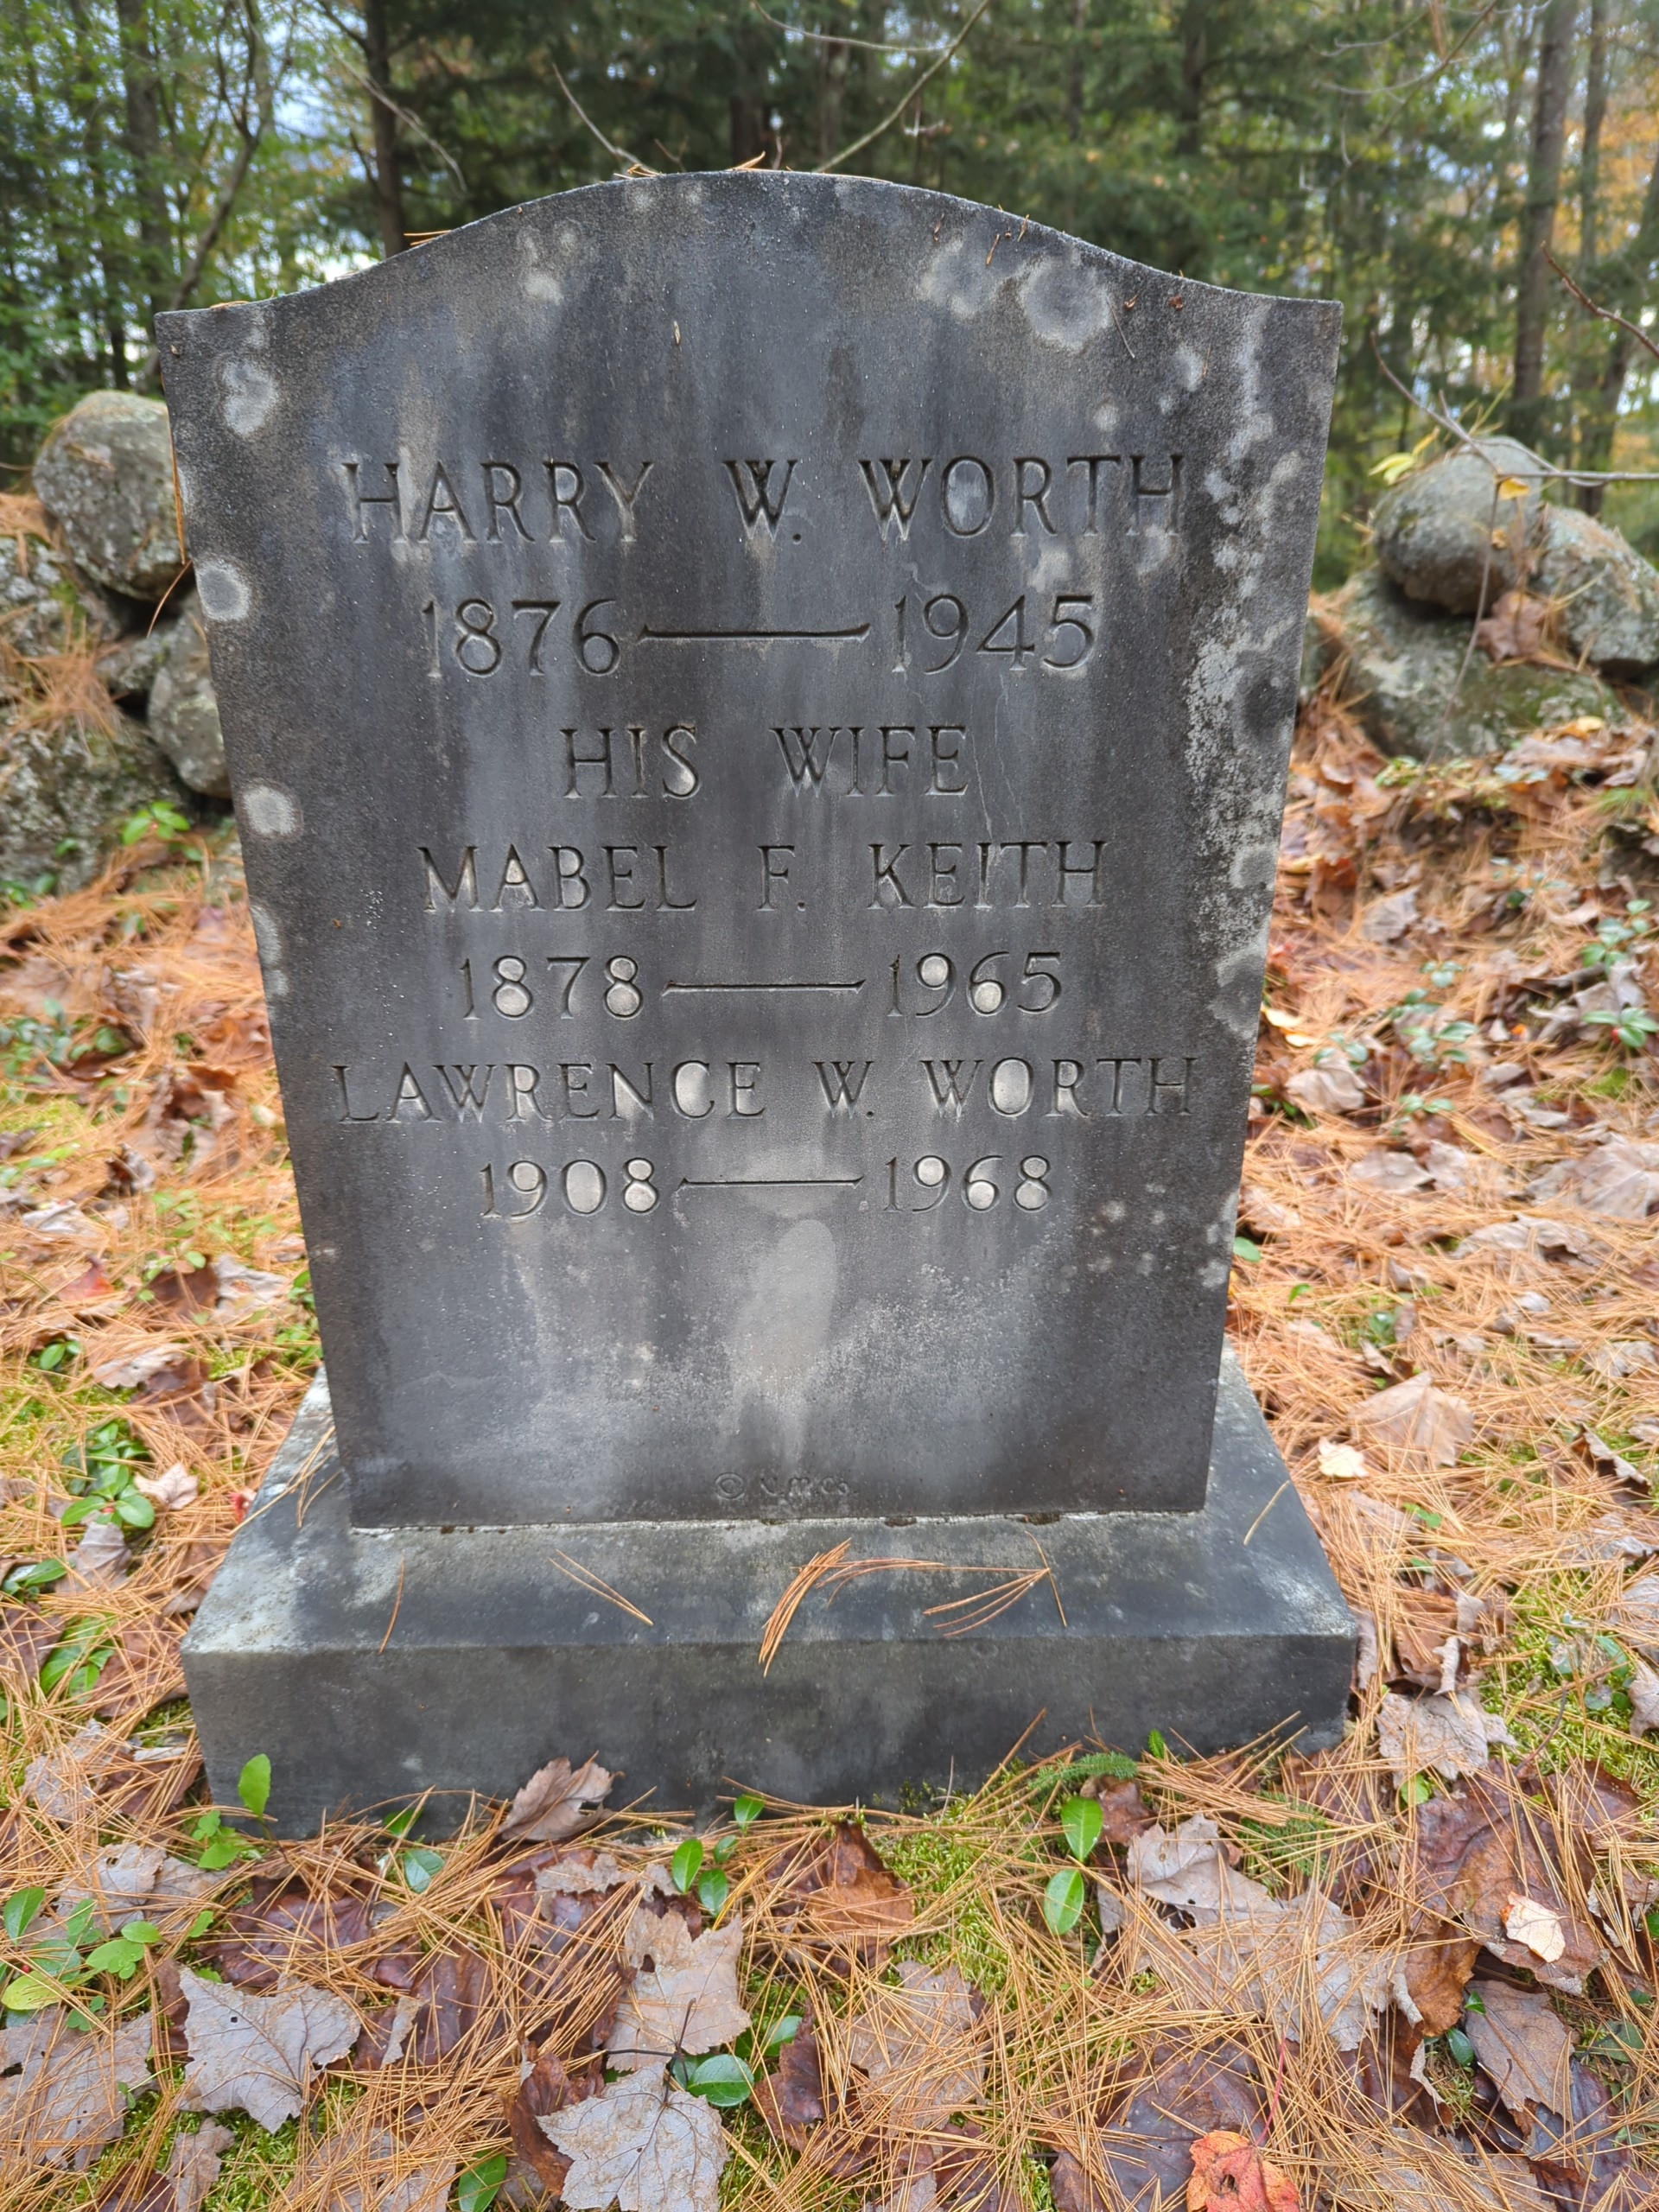 HARRY W. WORTH
1876 — 1945
HIS WIFE
MABEL F. KEITH
1878 — 1965
LAWRENCE W. WORTH
1908 — 1968
©